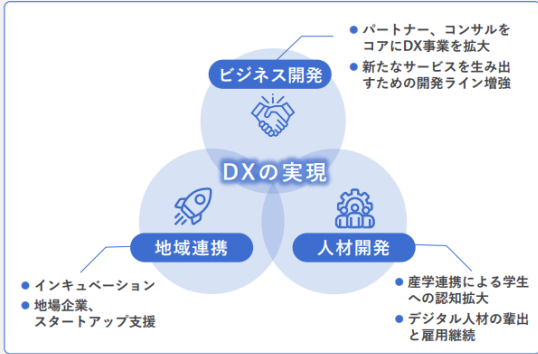 ● パートナー、コンサルを
コアにDX事業を拡大
● 新たなサービスを生み出
すための開発ライン増強
ビジネス開発
DXの実現
地域連携
人材開発
● インキュベーション
● 地場企業、
スタートアップ支援
● 産学連携による学生
への認知拡大
● デジタル人材の輩出
と雇用継続